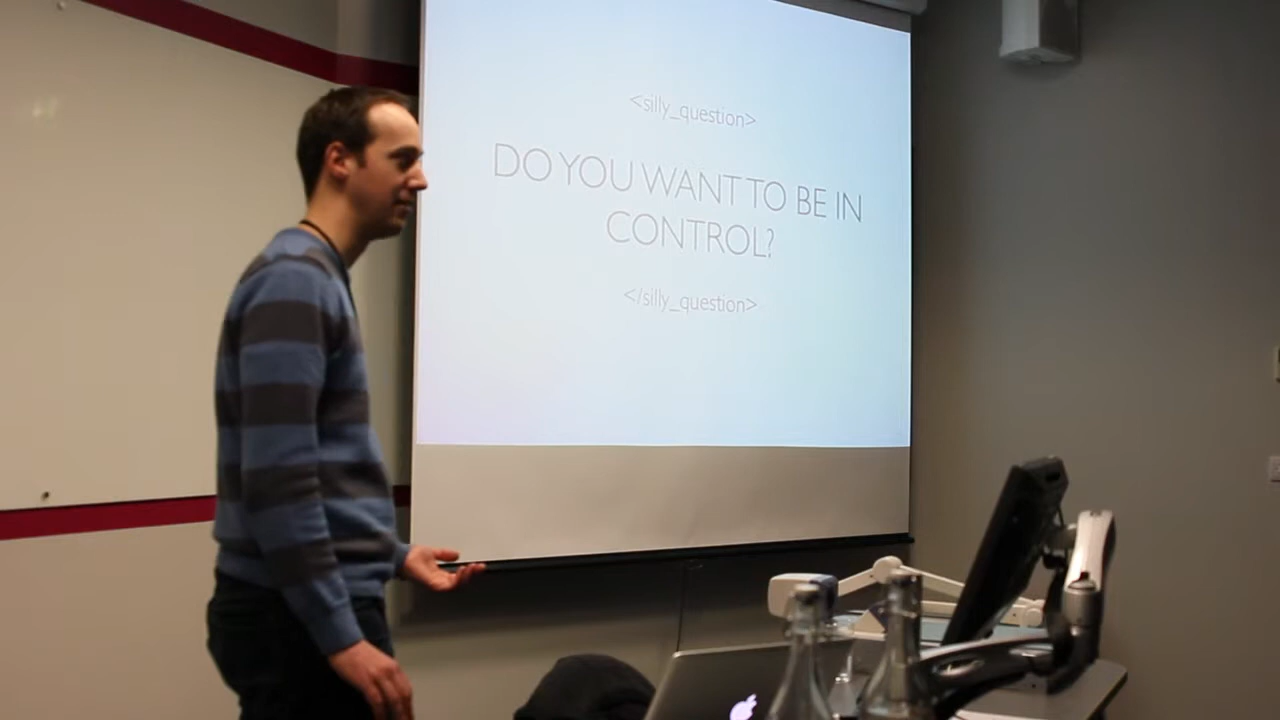 <silly_question>
DO YOU WANT TO BE IN
CONTROL?
</silly_question>